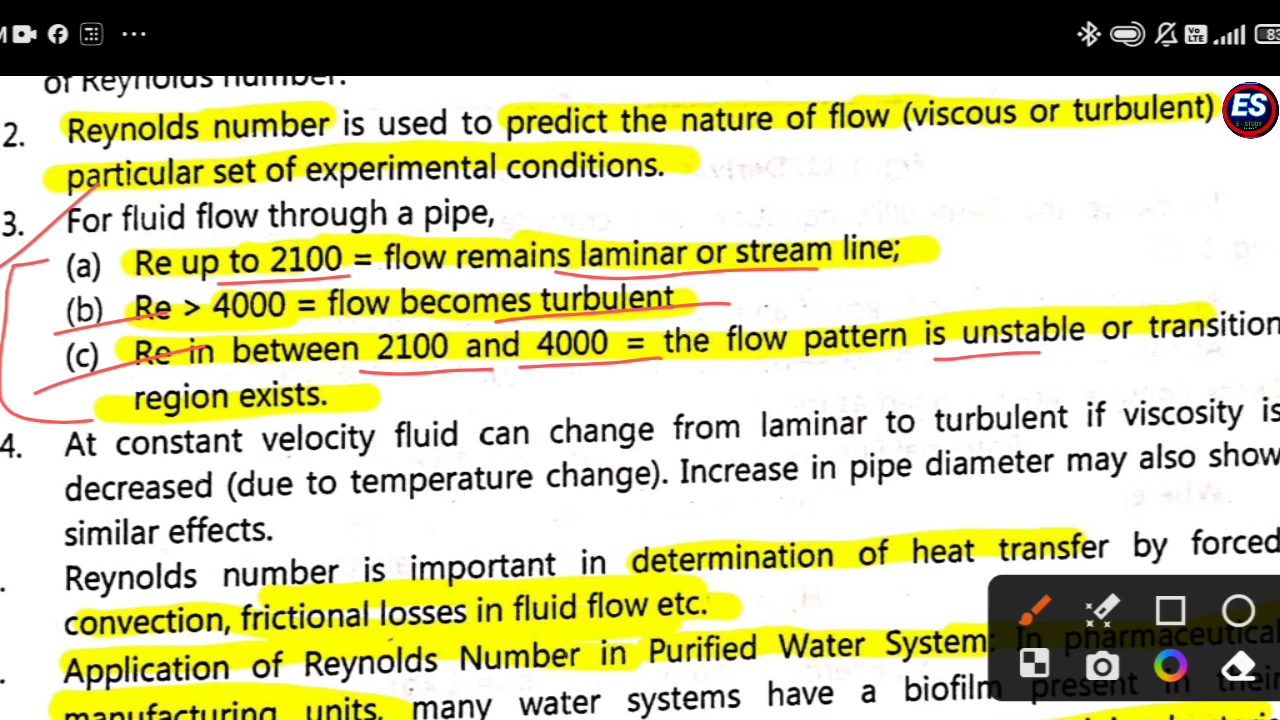 of Reynolds number.
2. Reynolds number is used to predict the nature of flow (viscous or turbulent)
particular set of experimental conditions.
3. For fluid flow through a pipe,
(a) Re up to 2100 = flow remains laminar or stream line;
(b) Re > 4000 = flow becomes turbulent
(c) Re in between 2100 and 4000 = the flow pattern is unstable or transition
region exists.
4. At constant velocity fluid can change from laminar to turbulent if viscosity is
decreased (due to temperature change). Increase in pipe diameter may also show
similar effects.
Reynolds number is important in determination of heat transfer by forced
convection, frictional losses in fluid flow etc.
Application of Reynolds Number in Purified Water System: In pharmaceutical
manufacturing units, many water systems have a biofilm present in their
ES
E-STUDY
Vo
LTE
83